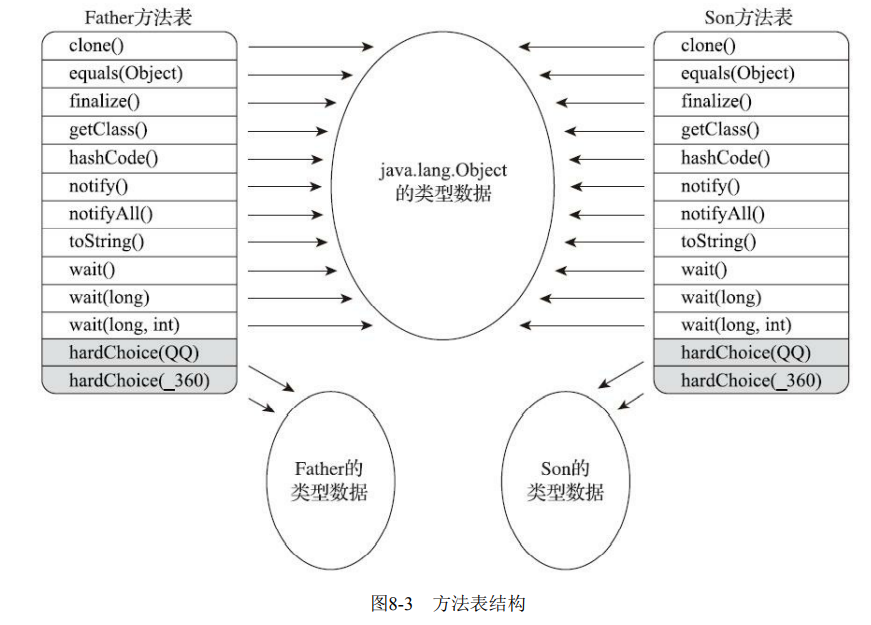 Father方法表
clone()
equals(Object)
finalize()
getClass()
hashCode()
notify()
notifyAll()
toString()
wait()
wait(long)
wait(long, int)
hardChoice(QQ)
hardChoice(_360)
java.lang.Object
的类型数据
Son方法表
clone()
equals(Object)
finalize()
getClass()
hashCode()
notify()
notifyAll()
toString()
wait()
wait(long)
wait(long, int)
hardChoice(QQ)
hardChoice(_360)
Father的
类型数据
Son的
类型数据
图8-3 方法表结构